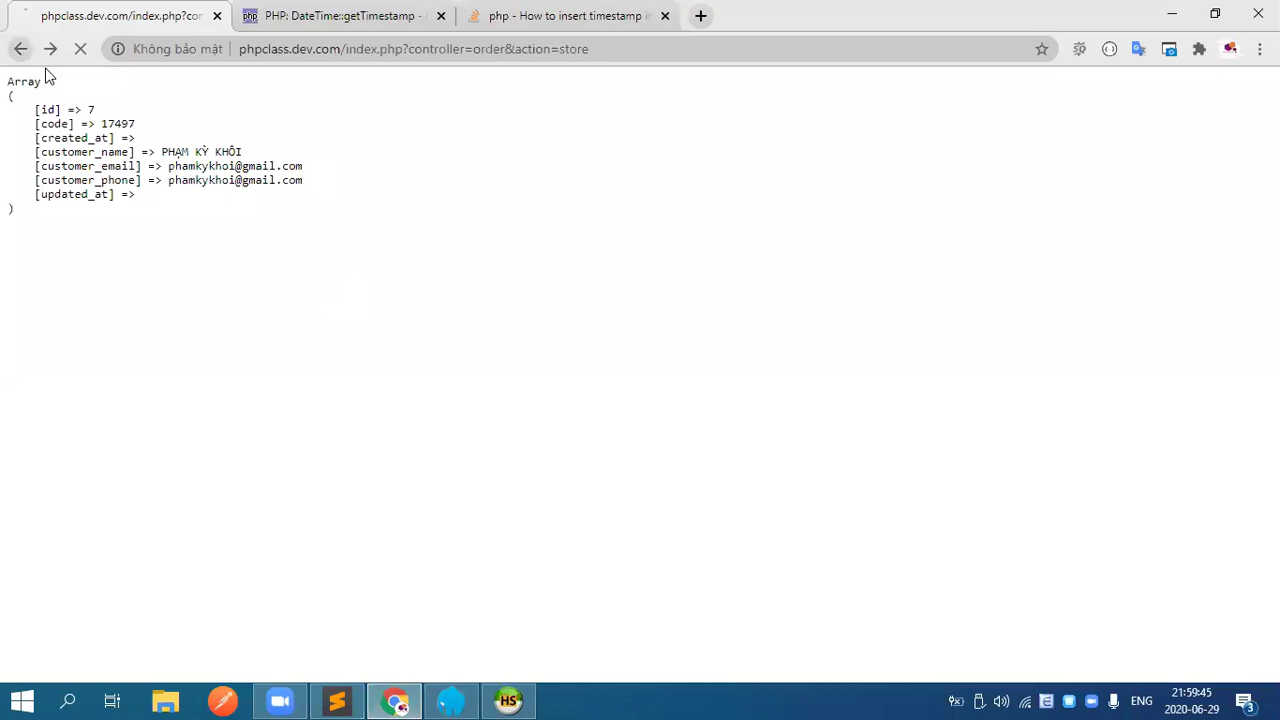 phpclass.dev.com/index.php?cor
PHP: DateTime::getTimestamp -
php - How to insert timestamp i
Không bảo mật
phpclass.dev.com/index.php?controller=order&action=store
Array
(
[id] => 7
[code] => 17497
[created_at] =>
[customer_name] => PHẠM KỲ KHÔI
[customer_email] => phamkykhoi@gmail.com
[customer_phone] => phamkykhoi@gmail.com
[updated_at] =>
)
HS
ENG
21:59:45
2020-06-29
3